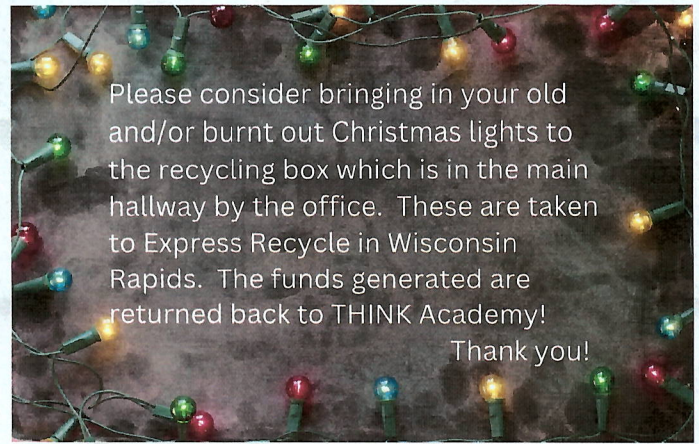 Please consider bringing in your old
and/or burnt out Christmas lights to
the recycling box which is in the main
hallway by the office.  These are taken
to Express Recycle in Wisconsin
Rapids.  The funds generated are
returned back to THINK Academy!
Thank you!